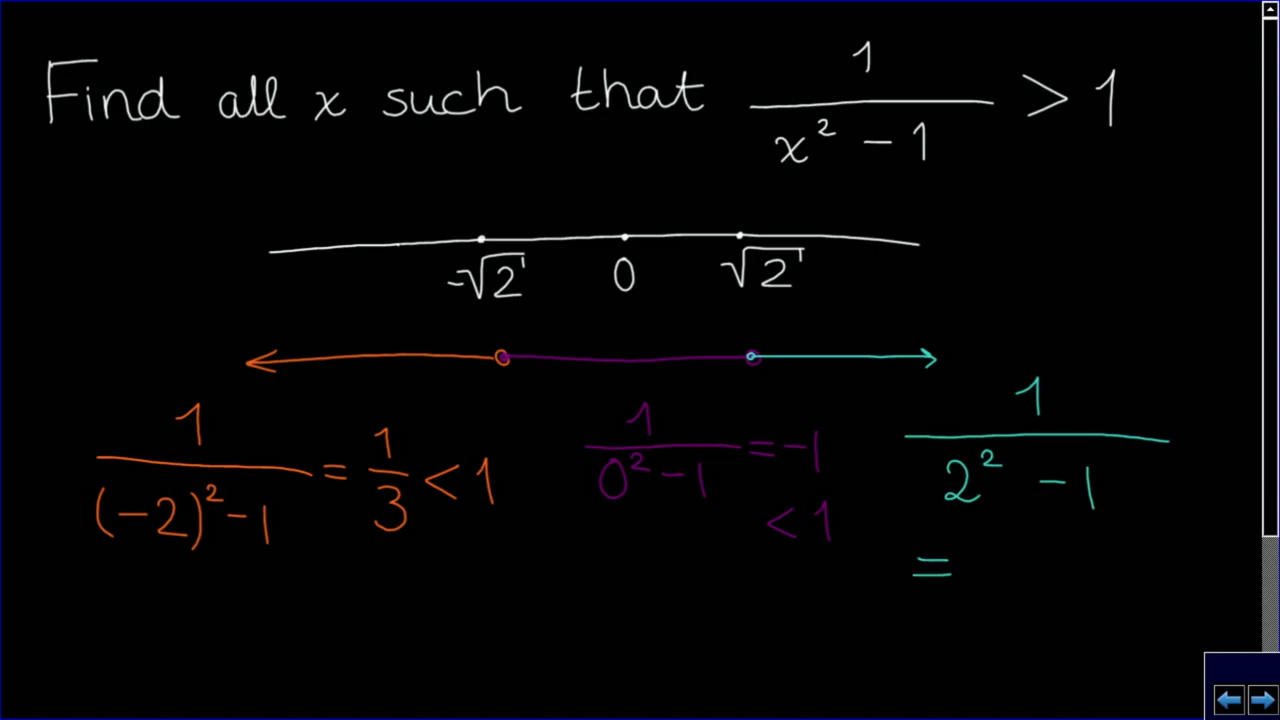 Find all x such that 1/(x² − 1) > 1
−√2 0 √2
1/((−2)² − 1) = 1/3 < 1
1/(0² − 1) = −1
< 1
1/(2² − 1)
=